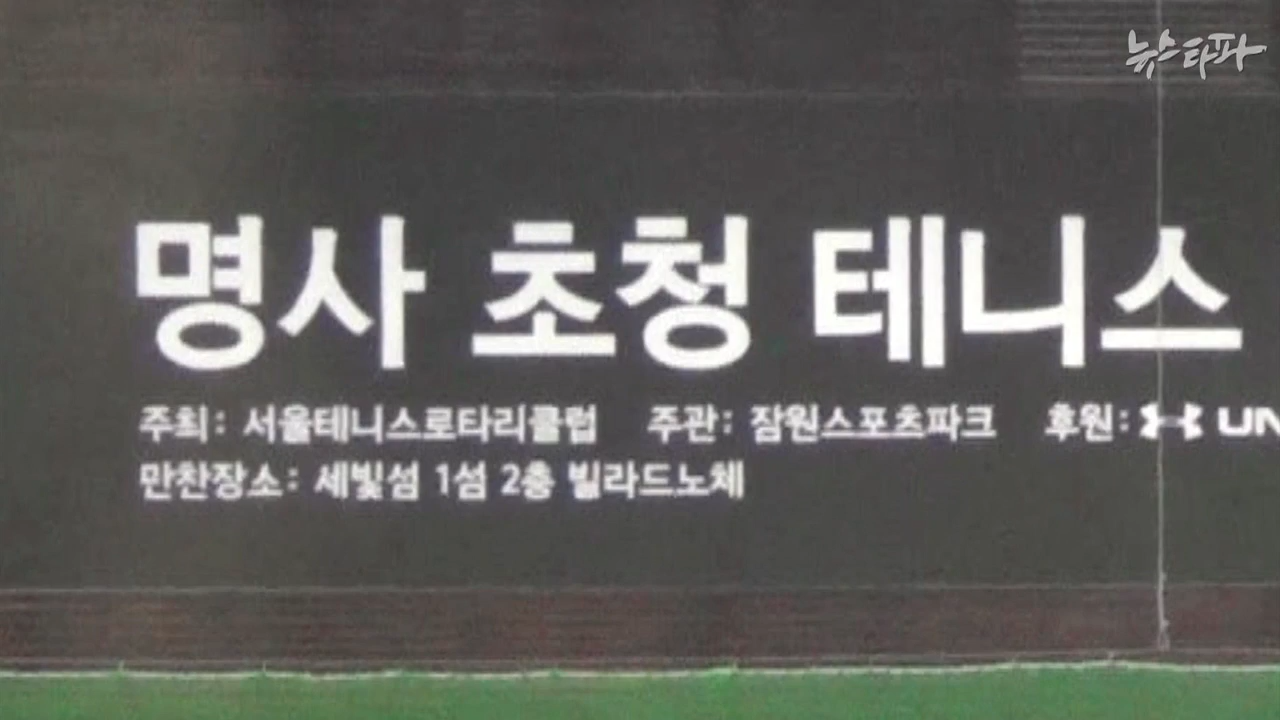 뉴스타파
명사 초청 테니스
주최: 서울테니스로타리클럽 주관: 잠원스포츠파크 후원: UN
만찬장소: 세빛섬 1섬 2층 빌라드노체